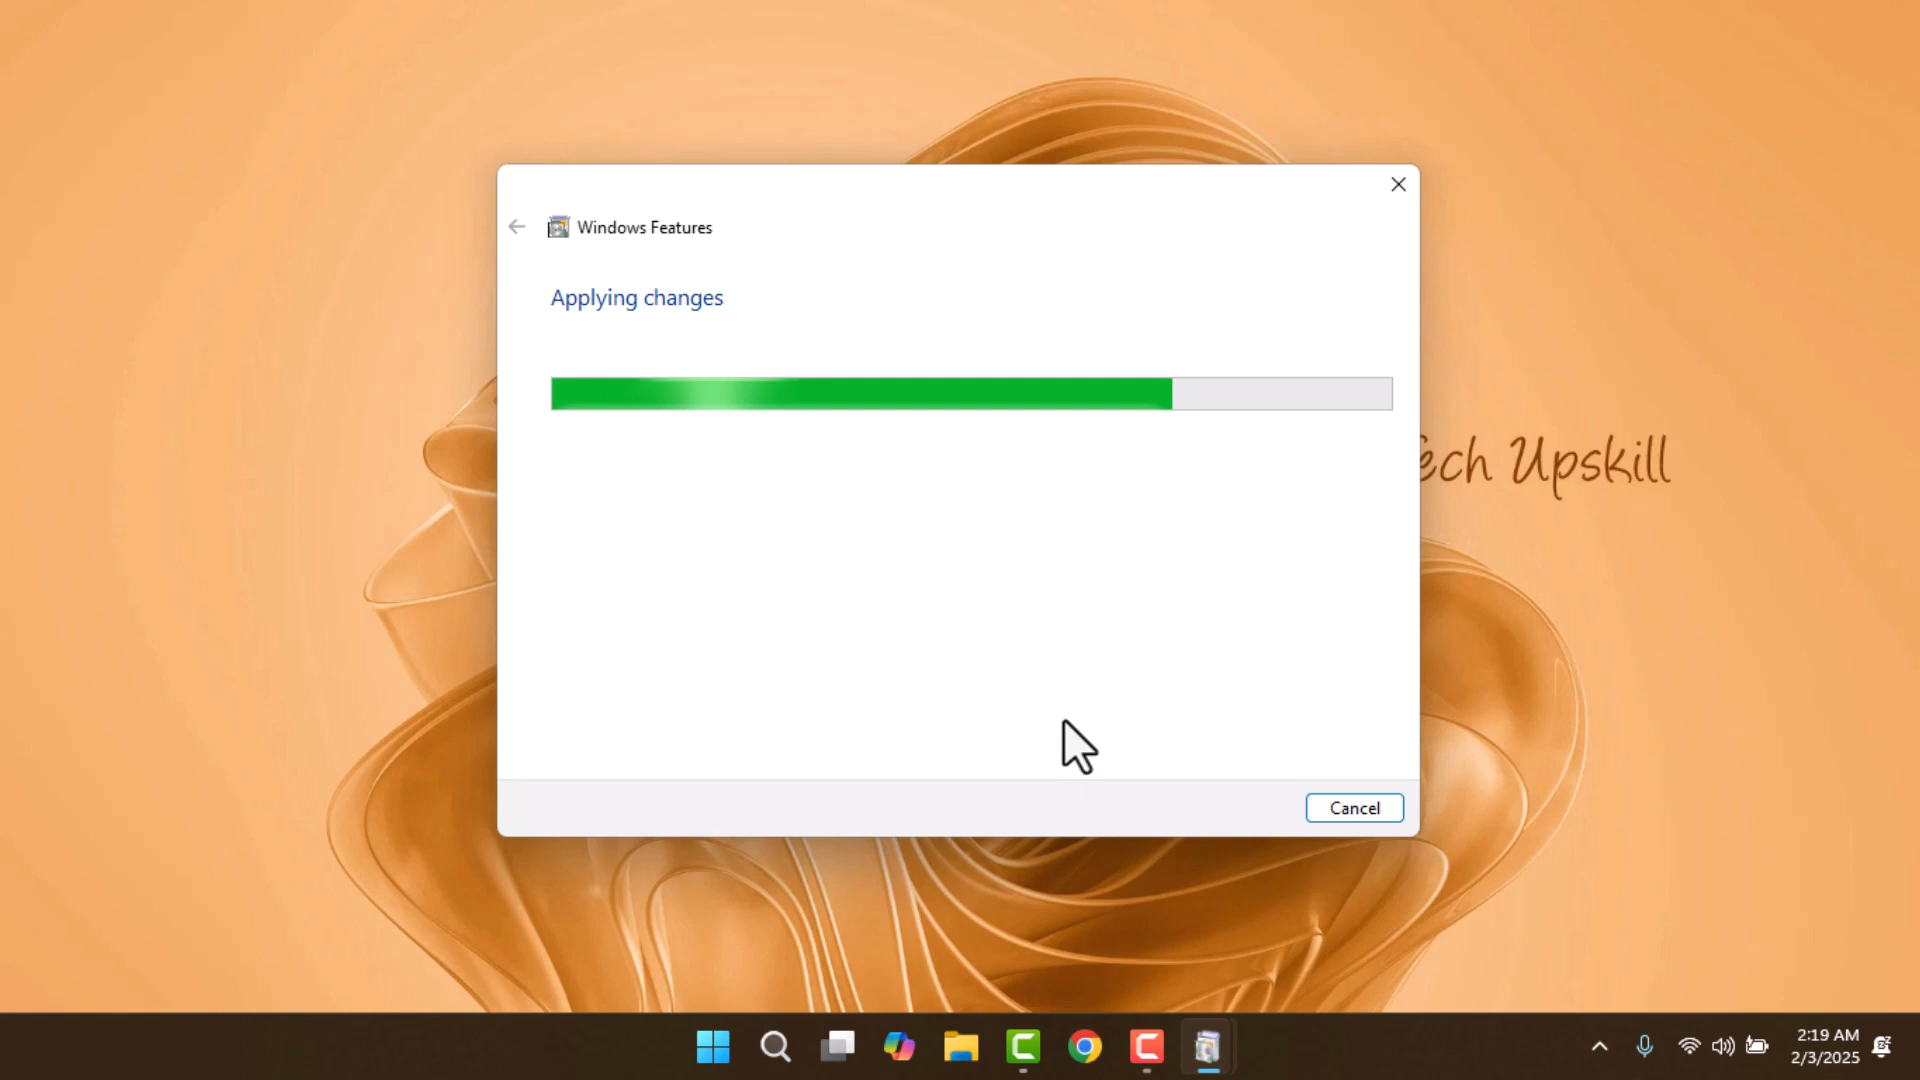 Windows Features
Applying changes
ech Upskill
Cancel
2:19 AM
2/3/2025